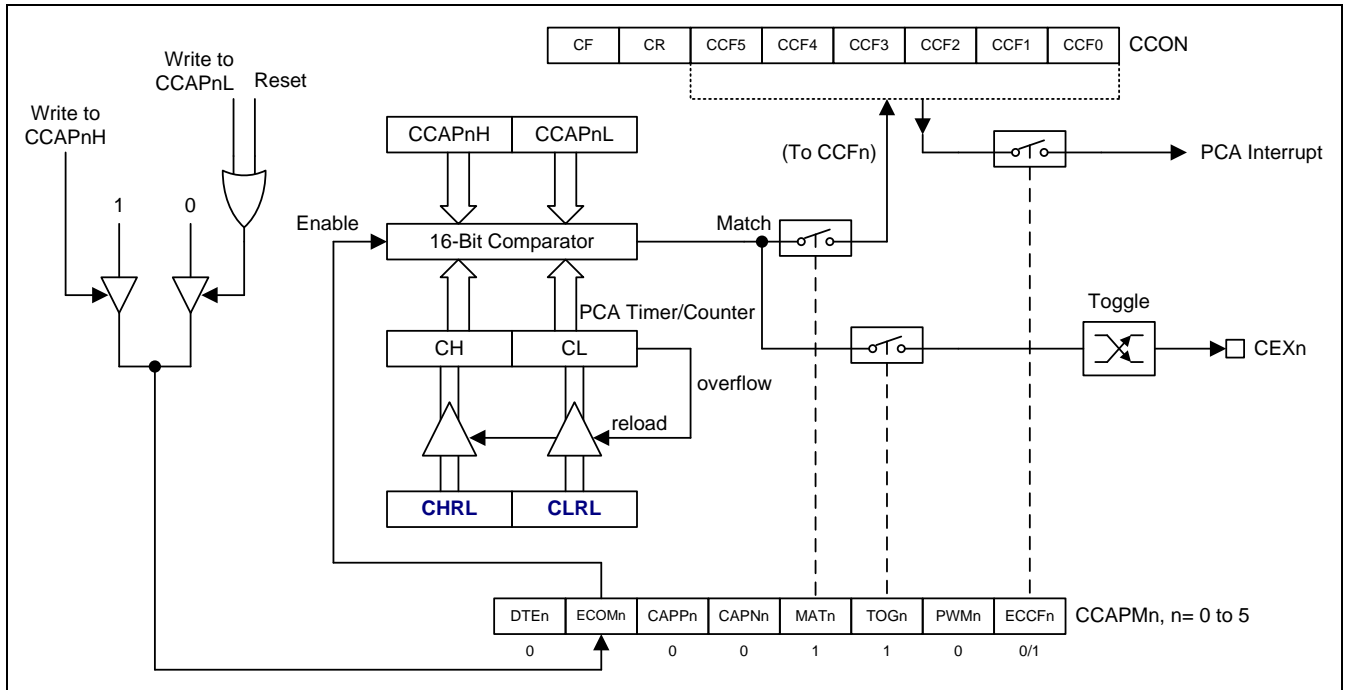 CF CR CCF5 CCF4 CCF3 CCF2 CCF1 CCF0 CCON
Write to
CCAPnL
Reset
Write to
CCAPnH
CCAPnH CCAPnL
(To CCFn)
PCA Interrupt
1 0
Enable
16-Bit Comparator
Match
PCA Timer/Counter
Toggle
CH CL
CEXn
overflow
reload
CHRL CLRL
DTEn ECOMn CAPPn CAPNn MATn TOGn PWMn ECCFn CCAPMn, n= 0 to 5
0 0 0 1 1 0 0/1